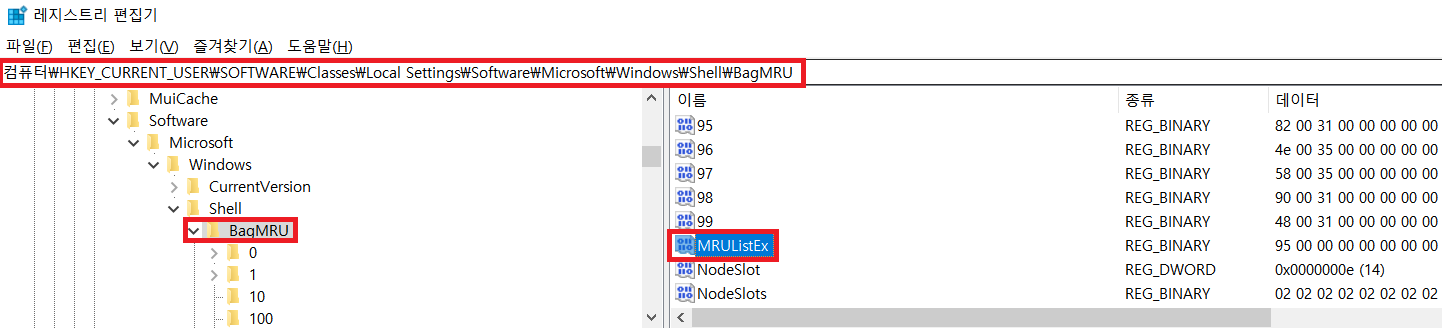 레지스트리 편집기
파일(F) 편집(E) 보기(V) 즐겨찾기(A) 도움말(H)
컴퓨터₩HKEY_CURRENT_USER₩SOFTWARE₩Classes₩Local Settings₩Software₩Microsoft₩Windows₩Shell₩BagMRU
MuiCache
Software
Microsoft
Windows
CurrentVersion
Shell
BagMRU
0
1
10
100
이름 종류 데이터
95 REG_BINARY 82 00 31 00 00 00 00 00
96 REG_BINARY 4e 00 35 00 00 00 00 00
97 REG_BINARY 58 00 35 00 00 00 00 00
98 REG_BINARY 90 00 31 00 00 00 00 00
99 REG_BINARY 48 00 31 00 00 00 00 00
MRUListEx REG_BINARY 95 00 00 00 00 00 00 00
NodeSlot REG_DWORD 0x0000000e (14)
NodeSlots REG_BINARY 02 02 02 02 02 02 02 02